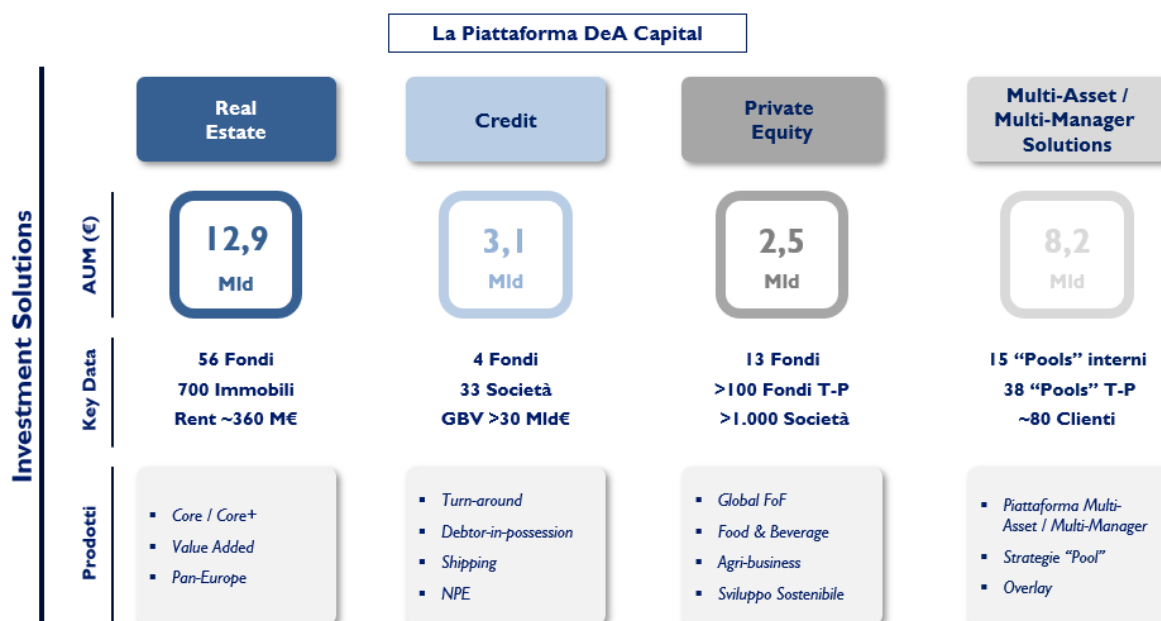 La Piattaforma DeA Capital
Investment Solutions
Real
Estate
Credit
Private
Equity
Multi-Asset /
Multi-Manager
Solutions
AUM (€)
12,9
Mld
3,1
Mld
2,5
Mld
8,2
Mld
Key Data
56 Fondi
700 Immobili
Rent ~360 M€
4 Fondi
33 Società
GBV >30 Mld€
13 Fondi
>100 Fondi T-P
>1.000 Società
15 “Pools” interni
38 “Pools” T-P
~80 Clienti
Prodotti
▪ Core / Core+
▪ Value Added
▪ Pan-Europe
▪ Turn-around
▪ Debtor-in-possession
▪ Shipping
▪ NPE
▪ Global FoF
▪ Food & Beverage
▪ Agri-business
▪ Sviluppo Sostenibile
▪ Piattaforma Multi-
Asset / Multi-Manager
▪ Strategie “Pool”
▪ Overlay